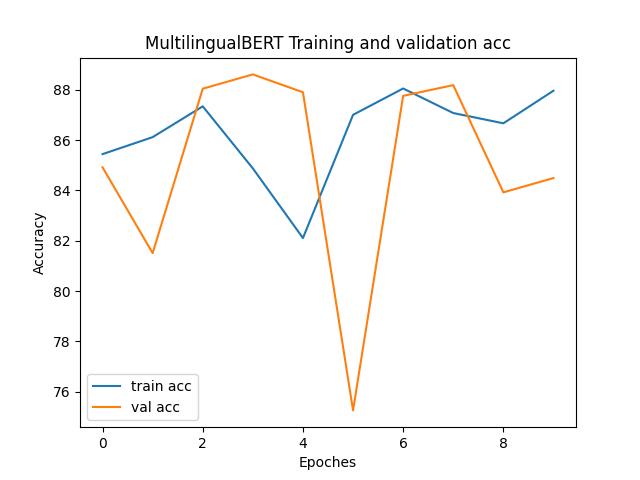 MultilingualBERT Training and validation acc
Accuracy
88
86
84
82
80
78
76
train acc
val acc
0 2 4 6 8
Epoches